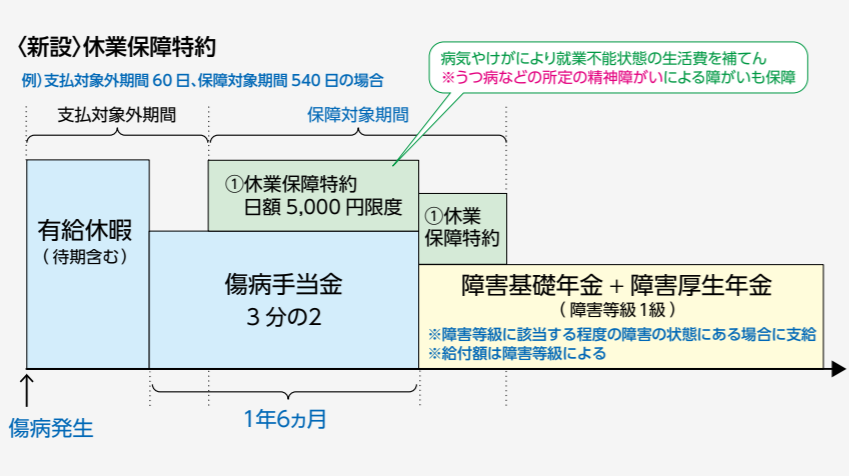 〈新設〉休業保障特約
例）支払対象外期間 60 日、保障対象期間 540 日の場合
病気やけがにより就業不能状態の生活費を補てん
※うつ病などの所定の精神障がいによる障がいも保障
支払対象外期間
保障対象期間
①休業保障特約
日額 5,000 円限度
①休業
保障特約
有給休暇
（待期含む）
傷病手当金
3 分の2
障害基礎年金 + 障害厚生年金
（障害等級 1級）
※障害等級に該当する程度の障害の状態にある場合に支給
※給付額は障害等級による
傷病発生
1年6ヵ月